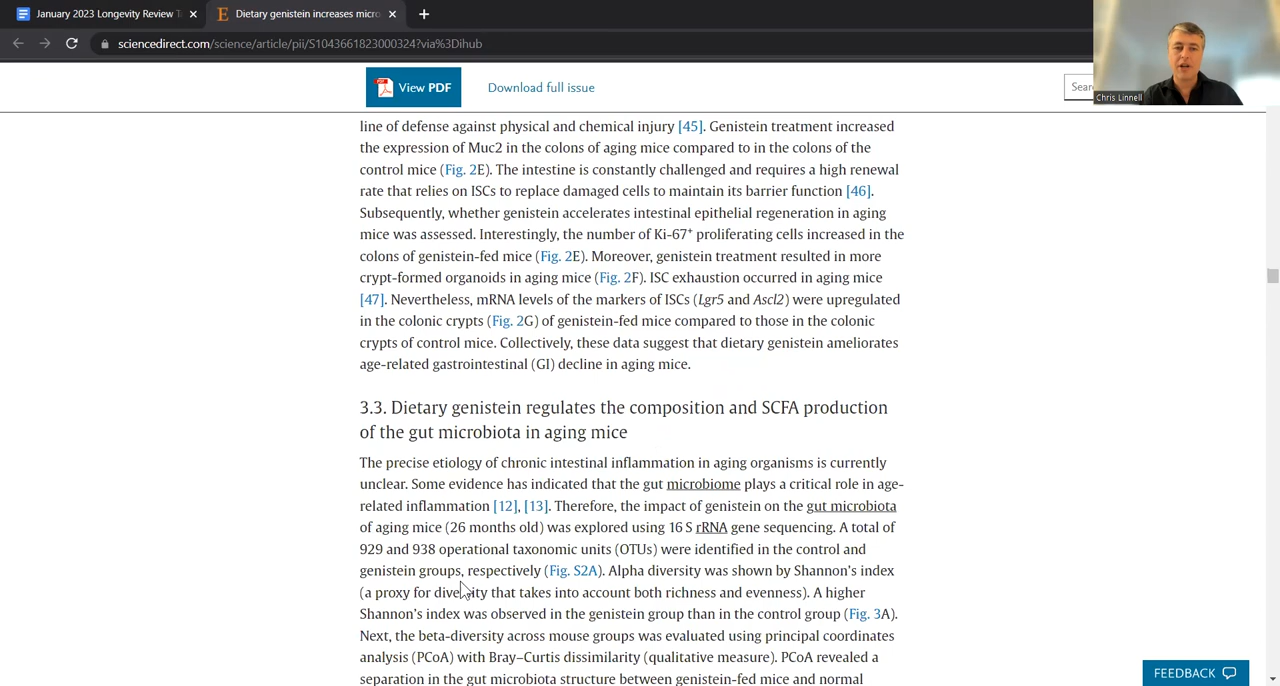 January 2023 Longevity Review T
Dietary genistein increases micro
sciencedirect.com/science/article/pii/S1043661823000324?via%3Dihub
View PDF
Download full issue
Sear
Chris Linnell
line of defense against physical and chemical injury [45]. Genistein treatment increased
the expression of Muc2 in the colons of aging mice compared to in the colons of the
control mice (Fig. 2E). The intestine is constantly challenged and requires a high renewal
rate that relies on ISCs to replace damaged cells to maintain its barrier function [46].
Subsequently, whether genistein accelerates intestinal epithelial regeneration in aging
mice was assessed. Interestingly, the number of Ki-67⁺ proliferating cells increased in the
colons of genistein-fed mice (Fig. 2E). Moreover, genistein treatment resulted in more
crypt-formed organoids in aging mice (Fig. 2F). ISC exhaustion occurred in aging mice
[47]. Nevertheless, mRNA levels of the markers of ISCs (Lgr5 and Ascl2) were upregulated
in the colonic crypts (Fig. 2G) of genistein-fed mice compared to those in the colonic
crypts of control mice. Collectively, these data suggest that dietary genistein ameliorates
age-related gastrointestinal (GI) decline in aging mice.
3.3. Dietary genistein regulates the composition and SCFA production
of the gut microbiota in aging mice
The precise etiology of chronic intestinal inflammation in aging organisms is currently
unclear. Some evidence has indicated that the gut microbiome plays a critical role in age-
related inflammation [12], [13]. Therefore, the impact of genistein on the gut microbiota
of aging mice (26 months old) was explored using 16 S rRNA gene sequencing. A total of
929 and 938 operational taxonomic units (OTUs) were identified in the control and
genistein groups, respectively (Fig. S2A). Alpha diversity was shown by Shannon's index
(a proxy for diversity that takes into account both richness and evenness). A higher
Shannon's index was observed in the genistein group than in the control group (Fig. 3A).
Next, the beta-diversity across mouse groups was evaluated using principal coordinates
analysis (PCoA) with Bray–Curtis dissimilarity (qualitative measure). PCoA revealed a
separation in the gut microbiota structure between genistein-fed mice and normal
FEEDBACK